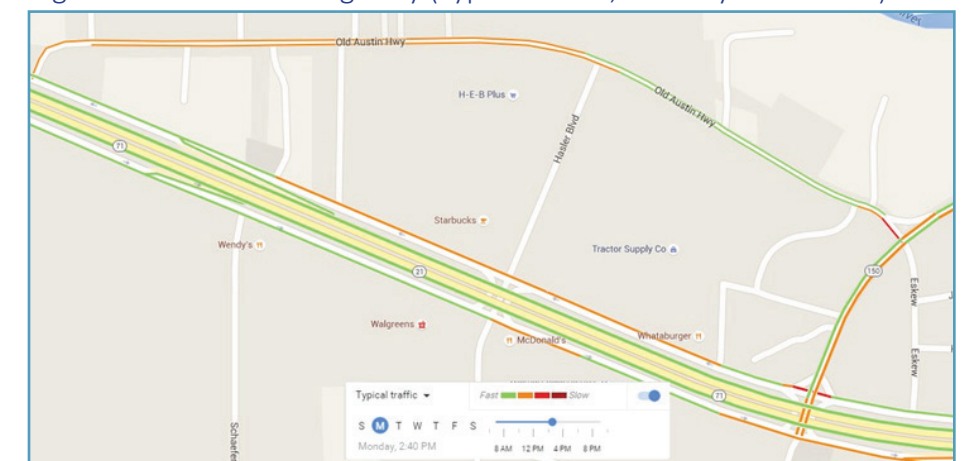 Old Austin Hwy
H-E-B Plus
Old Austin Hwy
Hasler Blvd
71
Starbucks
Wendy's
Tractor Supply Co
21
150
Eskew
Walgreens
McDonald's
Whataburger
Eskew
71
Typical traffic
Fast
Slow
S M T W T F S
Monday, 2:40 PM
8 AM 12 PM 4 PM 8 PM
Schaefer